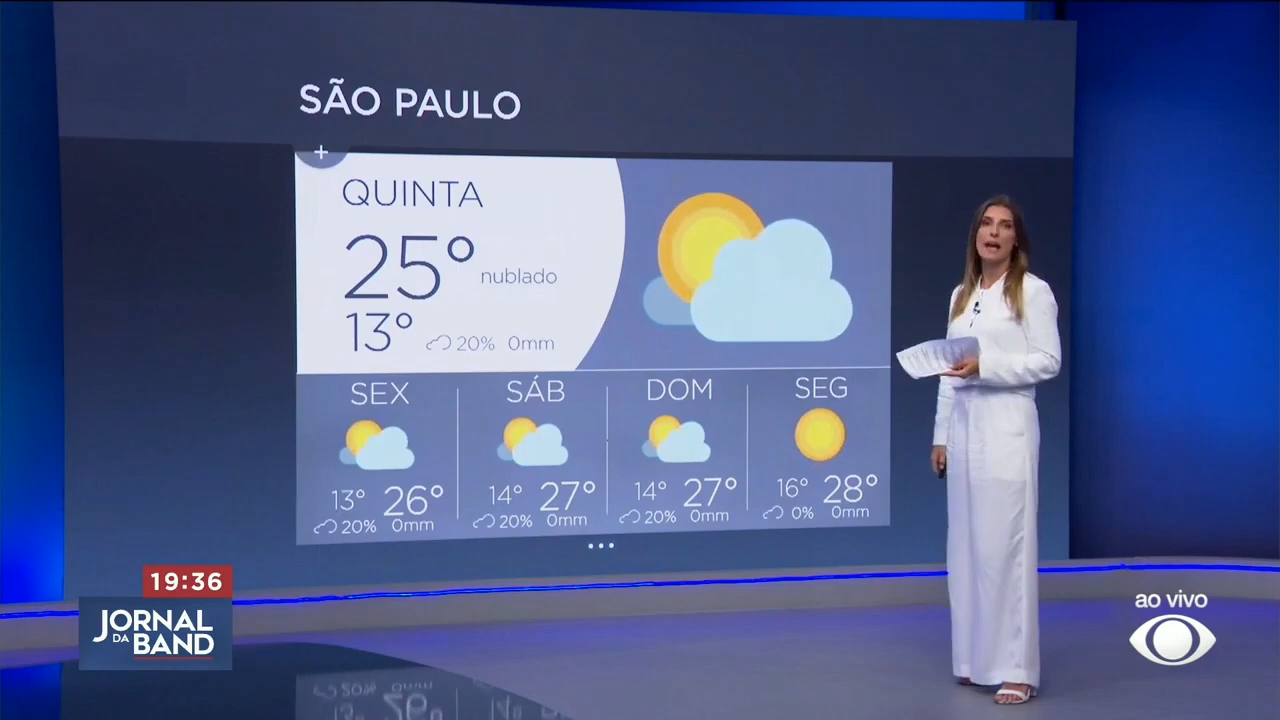 SÃO PAULO
+
QUINTA
25° nublado
13° 20% 0mm
SEX SÁB DOM SEG
13° 26° 14° 27° 14° 27° 16° 28°
20% 0mm 20% 0mm 20% 0mm 0% 0mm
19:36
JORNAL
DA BAND
ao vivo